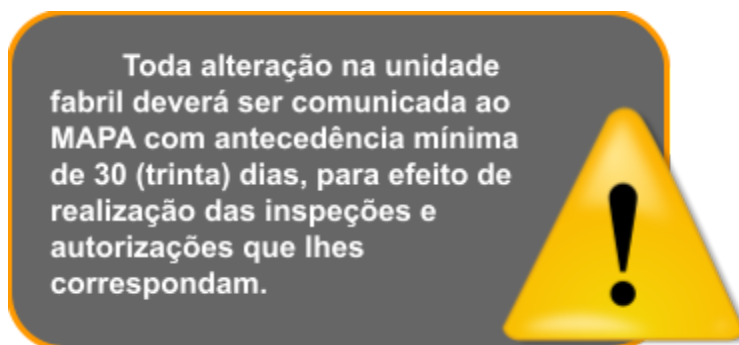 Toda alteração na unidade
fabril deverá ser comunicada ao
MAPA com antecedência mínima
de 30 (trinta) dias, para efeito de
realização das inspeções e
autorizações que lhes
correspondam.